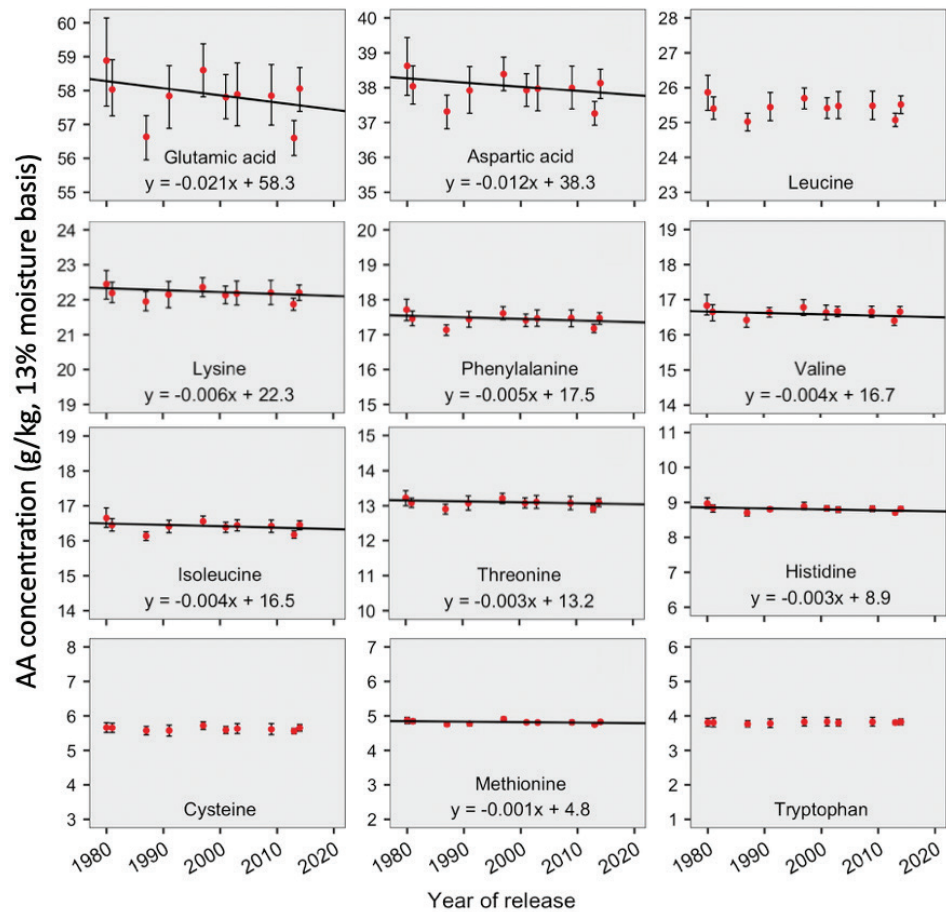 AA concentration (g/kg, 13% moisture basis)
60
59
58
57
56
55
Glutamic acid
y = -0.021x + 58.3
40
39
38
37
36
35
Aspartic acid
y = -0.012x + 38.3
28
27
26
25
24
23
Leucine
24
23
22
21
20
19
Lysine
y = -0.006x + 22.3
20
19
18
17
16
15
Phenylalanine
y = -0.005x + 17.5
19
18
17
16
15
14
Valine
y = -0.004x + 16.7
19
18
17
16
15
14
Isoleucine
y = -0.004x + 16.5
15
14
13
12
11
10
Threonine
y = -0.003x + 13.2
11
10
9
8
7
6
Histidine
y = -0.003x + 8.9
8
7
6
5
4
3
Cysteine
7
6
5
4
3
2
Methionine
y = -0.001x + 4.8
6
5
4
3
2
1
Tryptophan
1980 1990 2000 2010 2020
1980 1990 2000 2010 2020
1980 1990 2000 2010 2020
Year of release